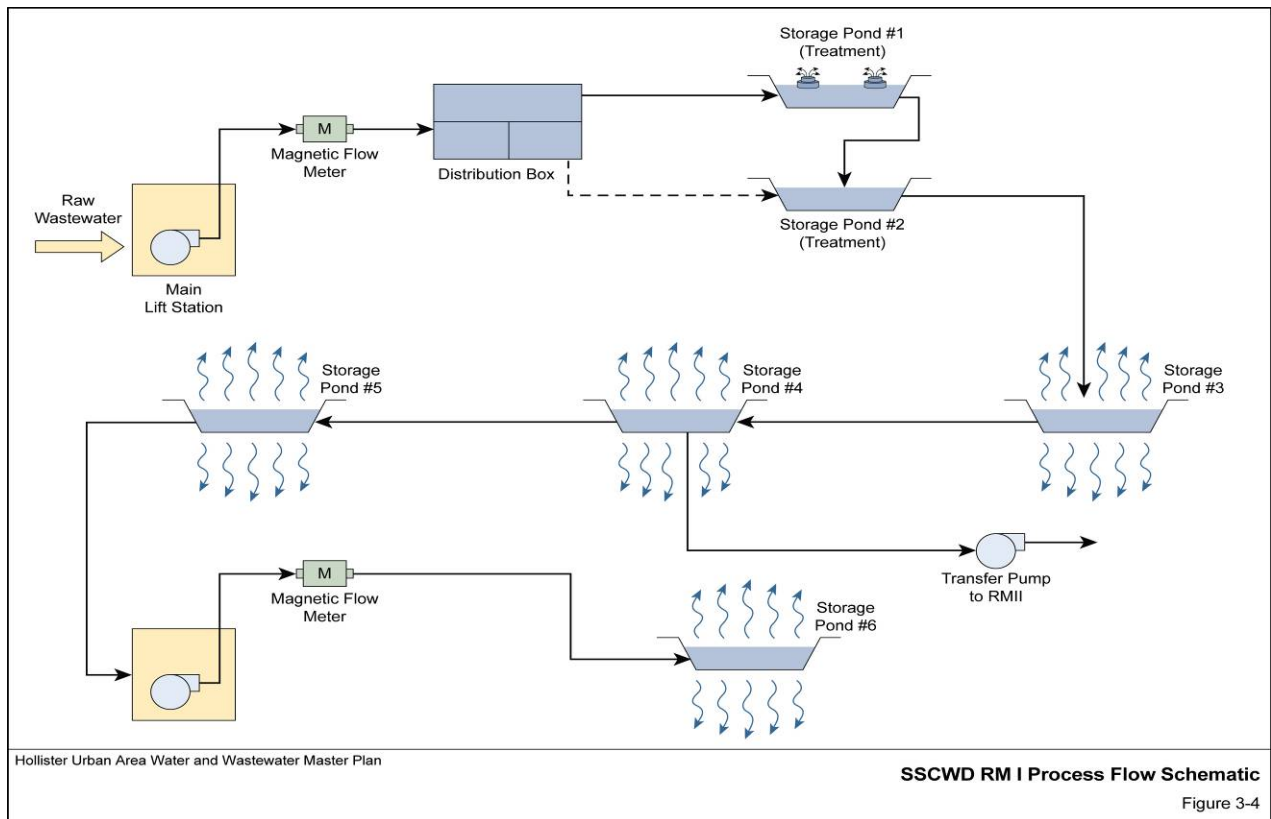 Storage Pond #1
(Treatment)
M
Magnetic Flow
Meter
Distribution Box
Raw
Wastewater
Storage Pond #2
(Treatment)
Main
Lift Station
Storage
Pond #5
Storage
Pond #4
Storage
Pond #3
M
Magnetic Flow
Meter
Transfer Pump
to RMII
Storage
Pond #6
Hollister Urban Area Water and Wastewater Master Plan
SSCWD RM I Process Flow Schematic
Figure 3-4